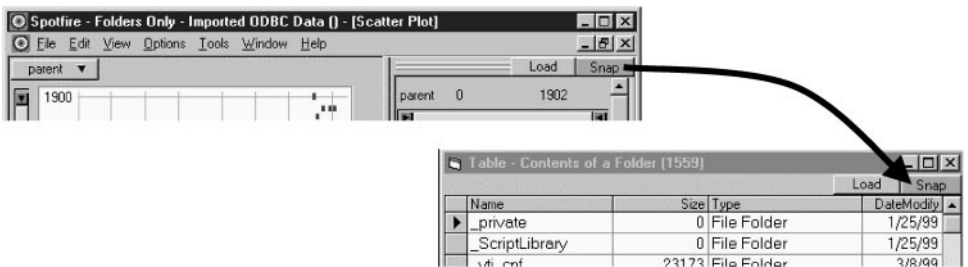 Spotfire - Folders Only - Imported ODBC Data () - [Scatter Plot]
File Edit View Options Tools Window Help
parent
Load Snap
1900
parent 0 1902
Table - Contents of a Folder (1559)
Load Snap
Name Size Type DateModify
_private 0 File Folder 1/25/99
_ScriptLibrary 0 File Folder 1/25/99
_vti_cnf 23173 File Folder 3/8/99